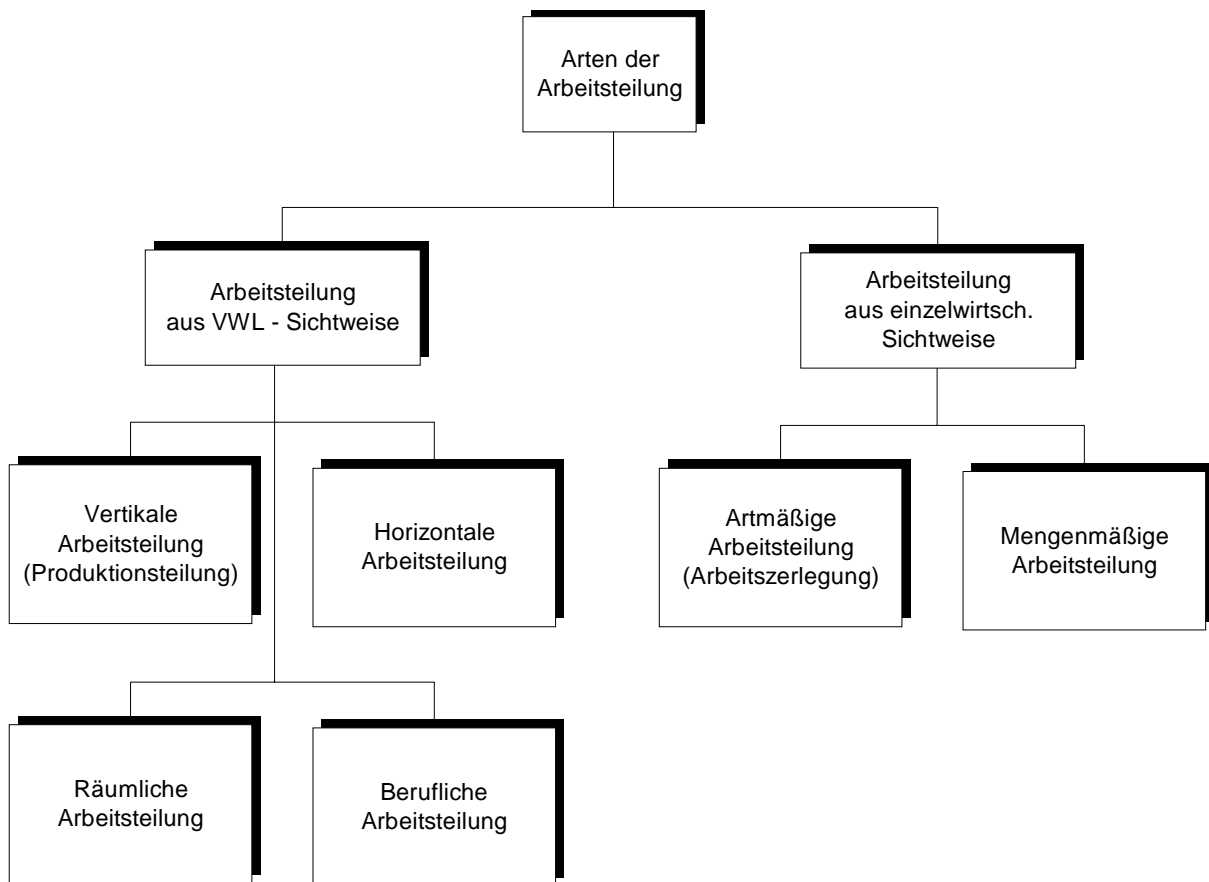 Arten der
Arbeitsteilung
Arbeitsteilung
aus VWL - Sichtweise
Arbeitsteilung
aus einzelwirtsch.
Sichtweise
Vertikale
Arbeitsteilung
(Produktionsteilung)
Horizontale
Arbeitsteilung
Artmäßige
Arbeitsteilung
(Arbeitszerlegung)
Mengenmäßige
Arbeitsteilung
Räumliche
Arbeitsteilung
Berufliche
Arbeitsteilung